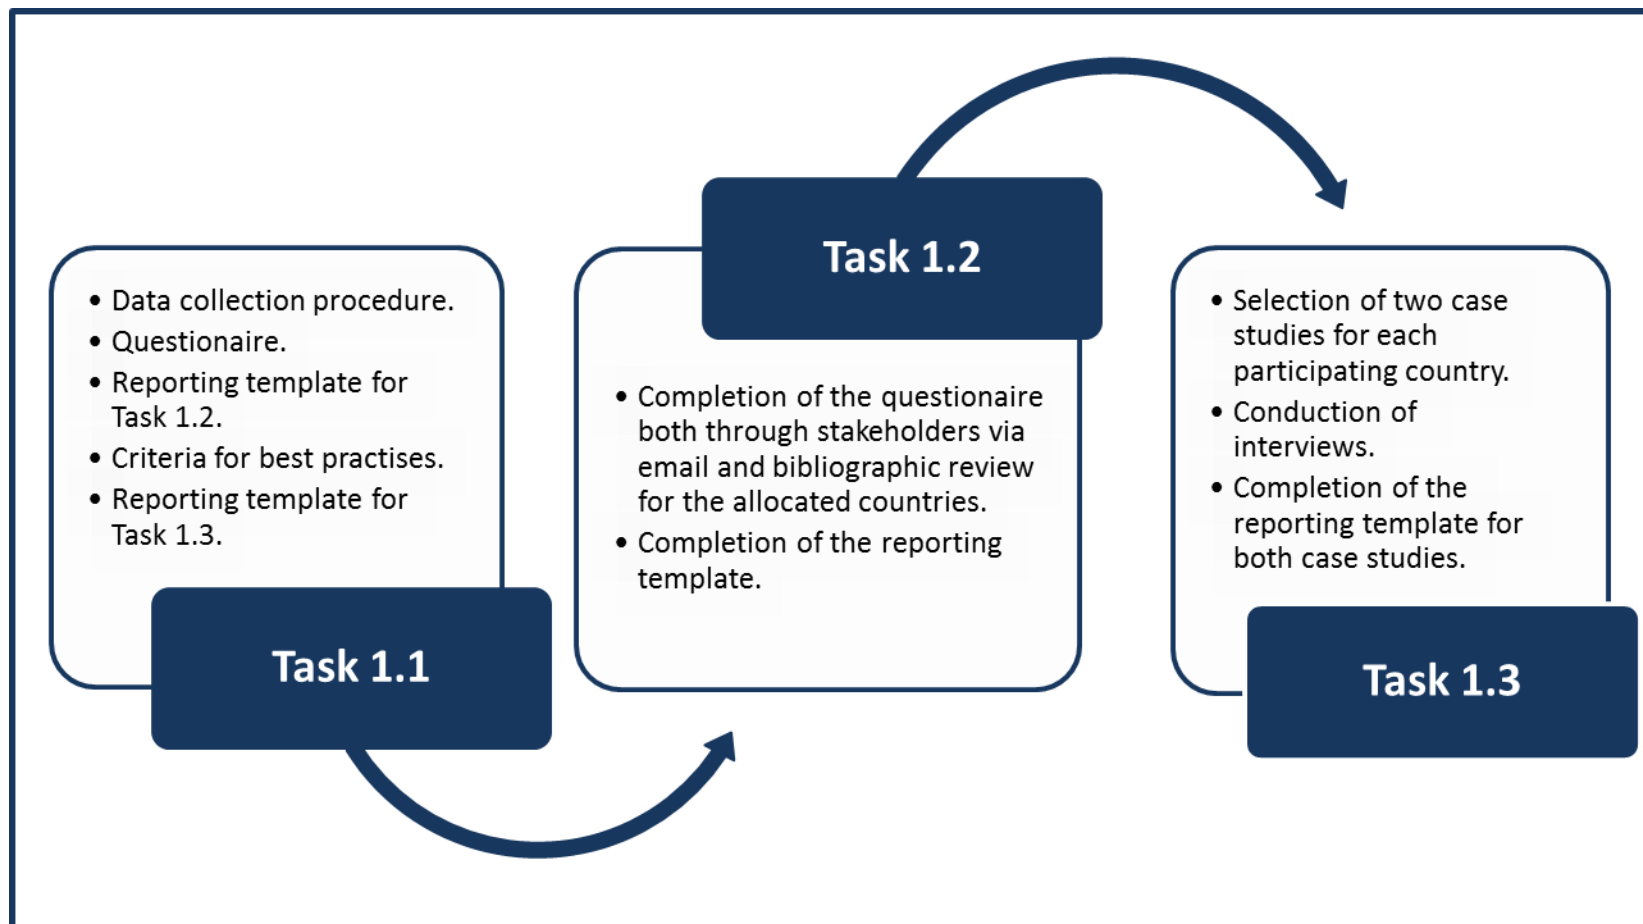 • Data collection procedure.
• Questionaire.
• Reporting template for
Task 1.2.
• Criteria for best practises.
• Reporting template for
Task 1.3.
Task 1.1
Task 1.2
• Completion of the questionaire
both through stakeholders via
email and bibliographic review
for the allocated countries.
• Completion of the reporting
template.
• Selection of two case
studies for each
participating country.
• Conduction of
interviews.
• Completion of the
reporting template for
both case studies.
Task 1.3